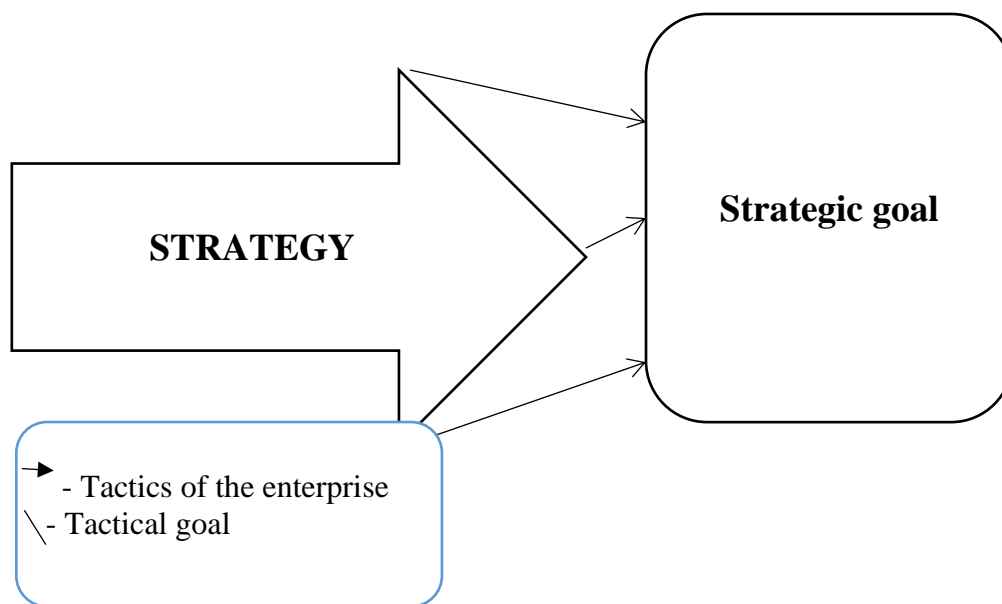 STRATEGY
Strategic goal
- Tactics of the enterprise
- Tactical goal